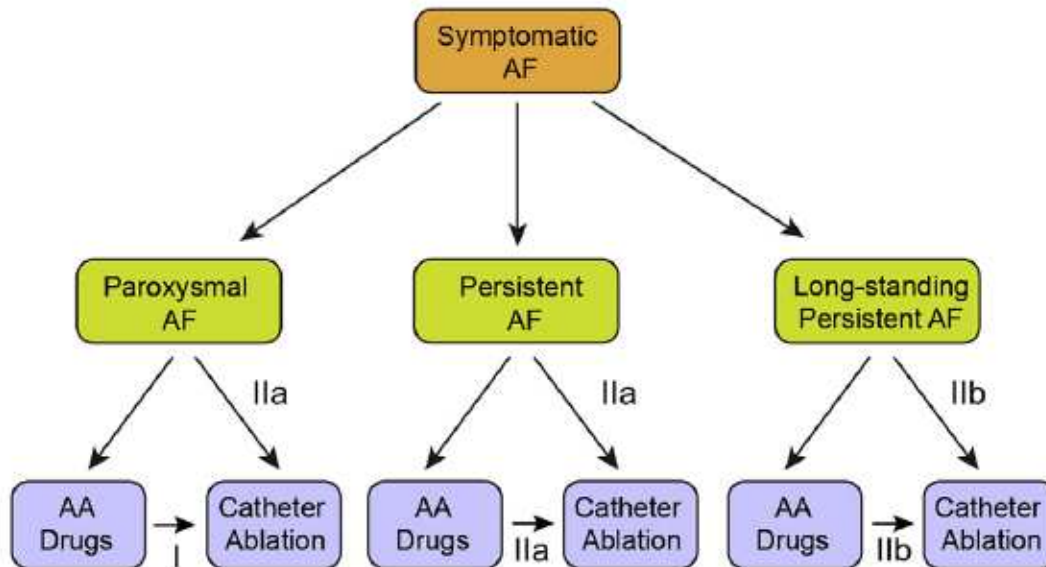 Symptomatic
AF
Paroxysmal
AF
Persistent
AF
Long-standing
Persistent AF
IIa
IIa
IIb
AA
Drugs
I
Catheter
Ablation
AA
Drugs
IIa
Catheter
Ablation
AA
Drugs
IIb
Catheter
Ablation